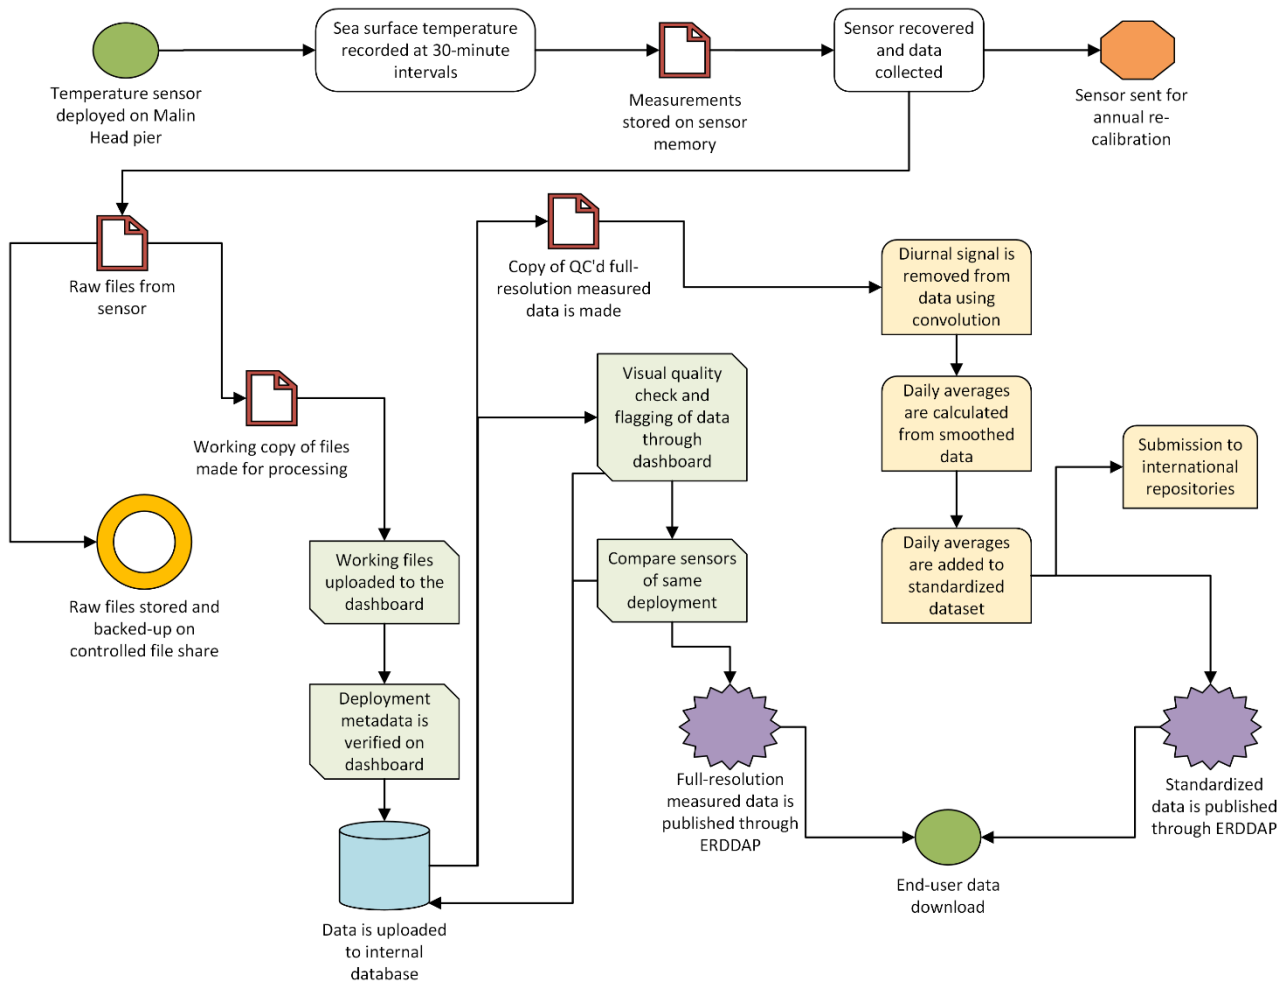 Sea surface temperature
recorded at 30-minute
intervals
Sensor recovered
and data
collected
Temperature sensor
deployed on Malin
Head pier
Measurements
stored on sensor
memory
Sensor sent for
annual re-
calibration
Raw files from
sensor
Copy of QC'd full-
resolution measured
data is made
Diurnal signal is
removed from
data using
convolution
Working copy of files
made for processing
Visual quality
check and
flagging of data
through
dashboard
Daily averages
are calculated
from smoothed
data
Submission to
international
repositories
Raw files stored and
backed-up on
controlled file share
Working files
uploaded to the
dashboard
Compare sensors
of same
deployment
Daily averages
are added to
standardized
dataset
Deployment
metadata is
verified on
dashboard
Full-resolution
measured data is
published through
ERDDAP
Standardized
data is published
through ERDDAP
End-user data
download
Data is uploaded
to internal
database